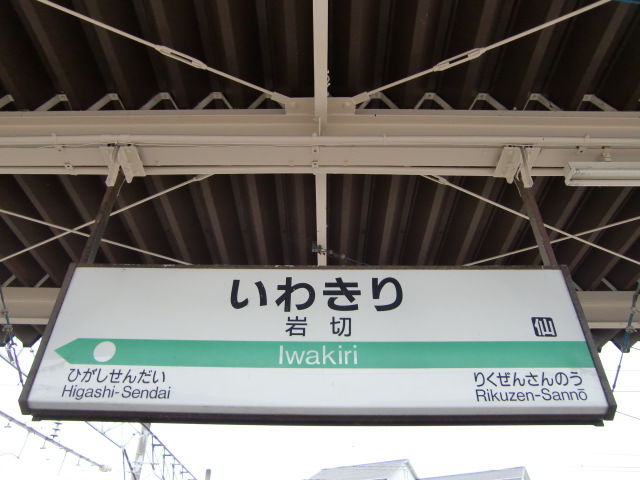 いわきり
岩切
仙
Iwakiri
ひがしせんだい
Higashi-Sendai
りくぜんさんのう
Rikuzen-Sannō